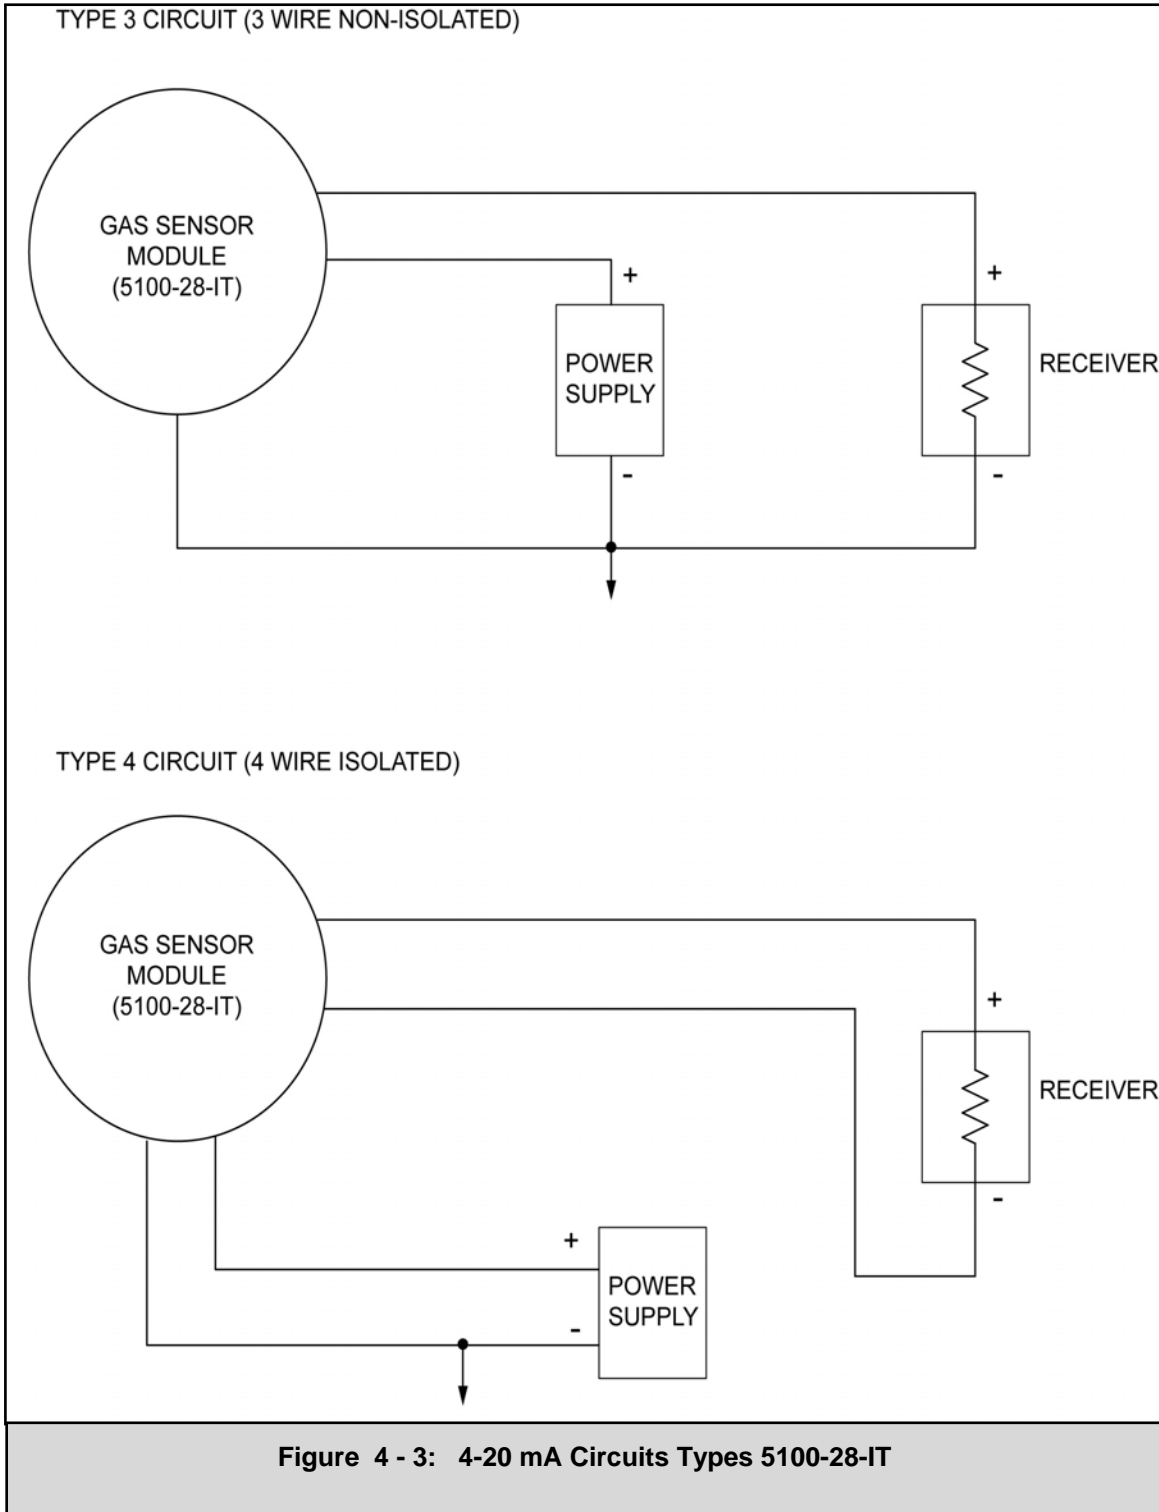 TYPE 3 CIRCUIT (3 WIRE NON-ISOLATED)
GAS SENSOR
MODULE
(5100-28-IT)
+
+
POWER
SUPPLY
RECEIVER
-
-
TYPE 4 CIRCUIT (4 WIRE ISOLATED)
GAS SENSOR
MODULE
(5100-28-IT)
+
RECEIVER
-
+
POWER
SUPPLY
-
Figure 4 - 3: 4-20 mA Circuits Types 5100-28-IT